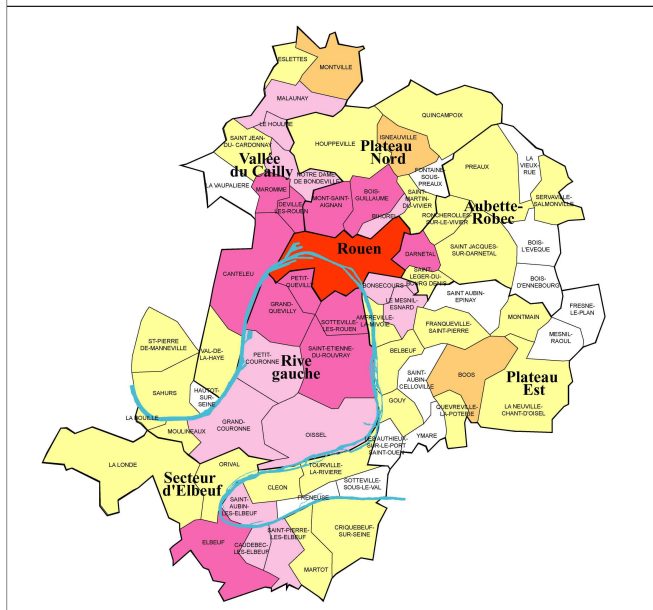 ESLETTES
MONTVILLE
MALAUNAY
QUINCAMPOIX
LE HOULME
SAINT JEAN-
DU- CARDONNAY
HOUPPEVILLE
ISNEAUVILLE
Plateau
Nord
Vallée
du Cailly
NOTRE DAME
DE BONDEVILLE
FONTAINE-
SOUS-
PREAUX
PREAUX
LA
VIEUX-
RUE
LA VAUPALIERE
MAROMME
MONT-SAINT-
AIGNAN
BOIS-
GUILLAUME
SAINT-
MARTIN-
DU-VIVIER
SERVAVILLE-
SALMONVILLE
DEVILLE
LES-ROUEN
BIHOREL
RONCHEROLLES-
SUR-LE-VIVIER
Aubette-
Robec
Rouen
DARNETAL
SAINT JACQUES-
SUR-DARNETAL
BOIS-
L'EVEQUE
CANTELEU
PETIT-
QUEVILLY
BONSECOURS
SAINT-
LEGER-DU-
BOURG DENIS
BOIS-
D'ENNEBOURG
GRAND-
QUEVILLY
LE MESNIL-
ESNARD
SAINT AUBIN-
EPINAY
FRESNE-
LE-PLAN
SOTTEVILLE-
LES-ROUEN
AMFREVILLE-
LA-MIVOIE
FRANQUEVILLE-
SAINT-PIERRE
MONTMAIN
MESNIL-
RAOUL
ST-PIERRE
DE-MANNEVILLE
VAL-DE-
LA-HAYE
PETIT-
COURONNE
SAINT-ETIENNE-
DU-ROUVRAY
Rive
gauche
BELBEUF
SAINT-
AUBIN-
CELLOVILLE
BOOS
Plateau
Est
SAHURS
HAUTOT-
SUR-
SEINE
GOUY
QUEVREVILLE-
LA-POTERIE
LA NEUVILLE-
CHANT-D'OISEL
LA BOUILLE
MOULINEAUX
GRAND-
COURONNE
OISSEL
LES AUTHIEUX-
SUR-LE-PORT
SAINT-OUEN
YMARE
LA LONDE
ORIVAL
Secteur
d'Elbeuf
TOURVILLE-
LA-RIVIERE
CLEON
FRENEUSE
SOTTEVILLE-
SOUS-LE-VAL
SAINT-
AUBIN-
LES-ELBEUF
ELBEUF
CAUDEBEC-
LES-ELBEUF
SAINT-PIERRE-
LES-ELBEUF
CRIQUEBEUF-
SUR-SEINE
MARTOT